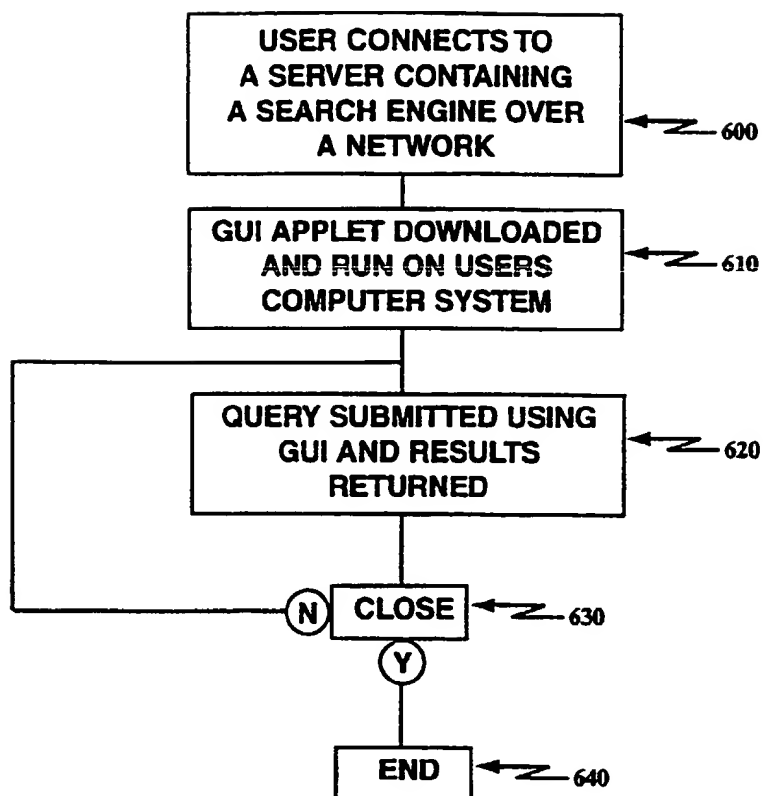 USER CONNECTS TO
A SERVER CONTAINING
A SEARCH ENGINE OVER
A NETWORK
600
GUI APPLET DOWNLOADED
AND RUN ON USERS
COMPUTER SYSTEM
610
QUERY SUBMITTED USING
GUI AND RESULTS
RETURNED
620
N
CLOSE
630
Y
END
640